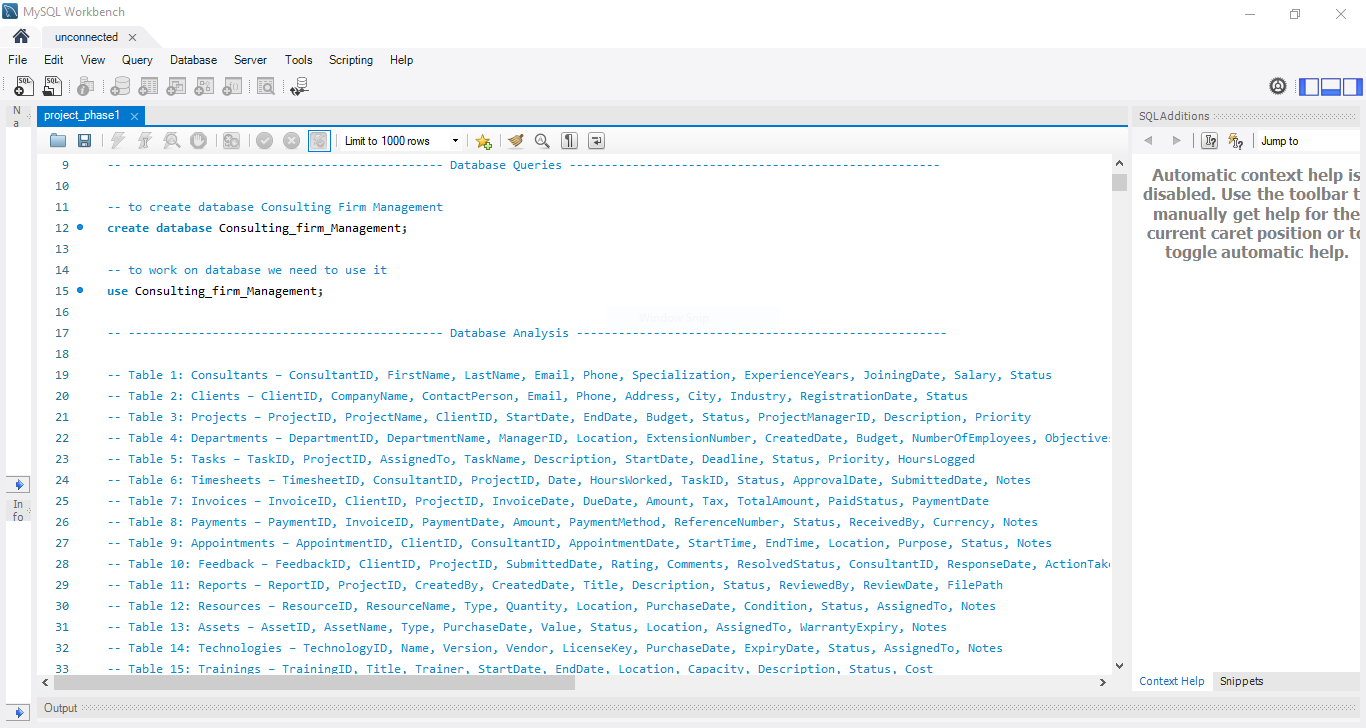 MySQL Workbench
unconnected
File Edit View Query Database Server Tools Scripting Help
N
a
project_phase1
SQLAdditions
Limit to 1000 rows
Jump to
9 -- --------------------------------------------- Database Queries -----------------------------------------------------
10
11 -- to create database Consulting Firm Management
12 create database Consulting_firm_Management;
13
14 -- to work on database we need to use it
15 use Consulting_firm_Management;
16
17 -- --------------------------------------------- Database Analysis -----------------------------------------------------
18
19 -- Table 1: Consultants – ConsultantID, FirstName, LastName, Email, Phone, Specialization, ExperienceYears, JoiningDate, Salary, Status
20 -- Table 2: Clients – ClientID, CompanyName, ContactPerson, Email, Phone, Address, City, Industry, RegistrationDate, Status
21 -- Table 3: Projects – ProjectID, ProjectName, ClientID, StartDate, EndDate, Budget, Status, ProjectManagerID, Description, Priority
22 -- Table 4: Departments – DepartmentID, DepartmentName, ManagerID, Location, ExtensionNumber, CreatedDate, Budget, NumberOfEmployees, Objectives
23 -- Table 5: Tasks – TaskID, ProjectID, AssignedTo, TaskName, Description, StartDate, Deadline, Status, Priority, HoursLogged
24 -- Table 6: Timesheets – TimesheetID, ConsultantID, ProjectID, Date, HoursWorked, TaskID, Status, ApprovalDate, SubmittedDate, Notes
25 -- Table 7: Invoices – InvoiceID, ClientID, ProjectID, InvoiceDate, DueDate, Amount, Tax, TotalAmount, PaidStatus, PaymentDate
26 -- Table 8: Payments – PaymentID, InvoiceID, PaymentDate, Amount, PaymentMethod, ReferenceNumber, Status, ReceivedBy, Currency, Notes
27 -- Table 9: Appointments – AppointmentID, ClientID, ConsultantID, AppointmentDate, StartTime, EndTime, Location, Purpose, Status, Notes
28 -- Table 10: Feedback – FeedbackID, ClientID, ProjectID, SubmittedDate, Rating, Comments, ResolvedStatus, ConsultantID, ResponseDate, ActionTak
29 -- Table 11: Reports – ReportID, ProjectID, CreatedBy, CreatedDate, Title, Description, Status, ReviewedBy, ReviewDate, FilePath
30 -- Table 12: Resources – ResourceID, ResourceName, Type, Quantity, Location, PurchaseDate, Condition, Status, AssignedTo, Notes
31 -- Table 13: Assets – AssetID, AssetName, Type, PurchaseDate, Value, Status, Location, AssignedTo, WarrantyExpiry, Notes
32 -- Table 14: Technologies – TechnologyID, Name, Version, Vendor, LicenseKey, PurchaseDate, ExpiryDate, Status, AssignedTo, Notes
33 -- Table 15: Trainings – TrainingID, Title, Trainer, StartDate, EndDate, Location, Capacity, Description, Status, Cost
Window Snip
Automatic context help is
disabled. Use the toolbar t
manually get help for the
current caret position or to
toggle automatic help.
In
fo
Context Help Snippets
Output